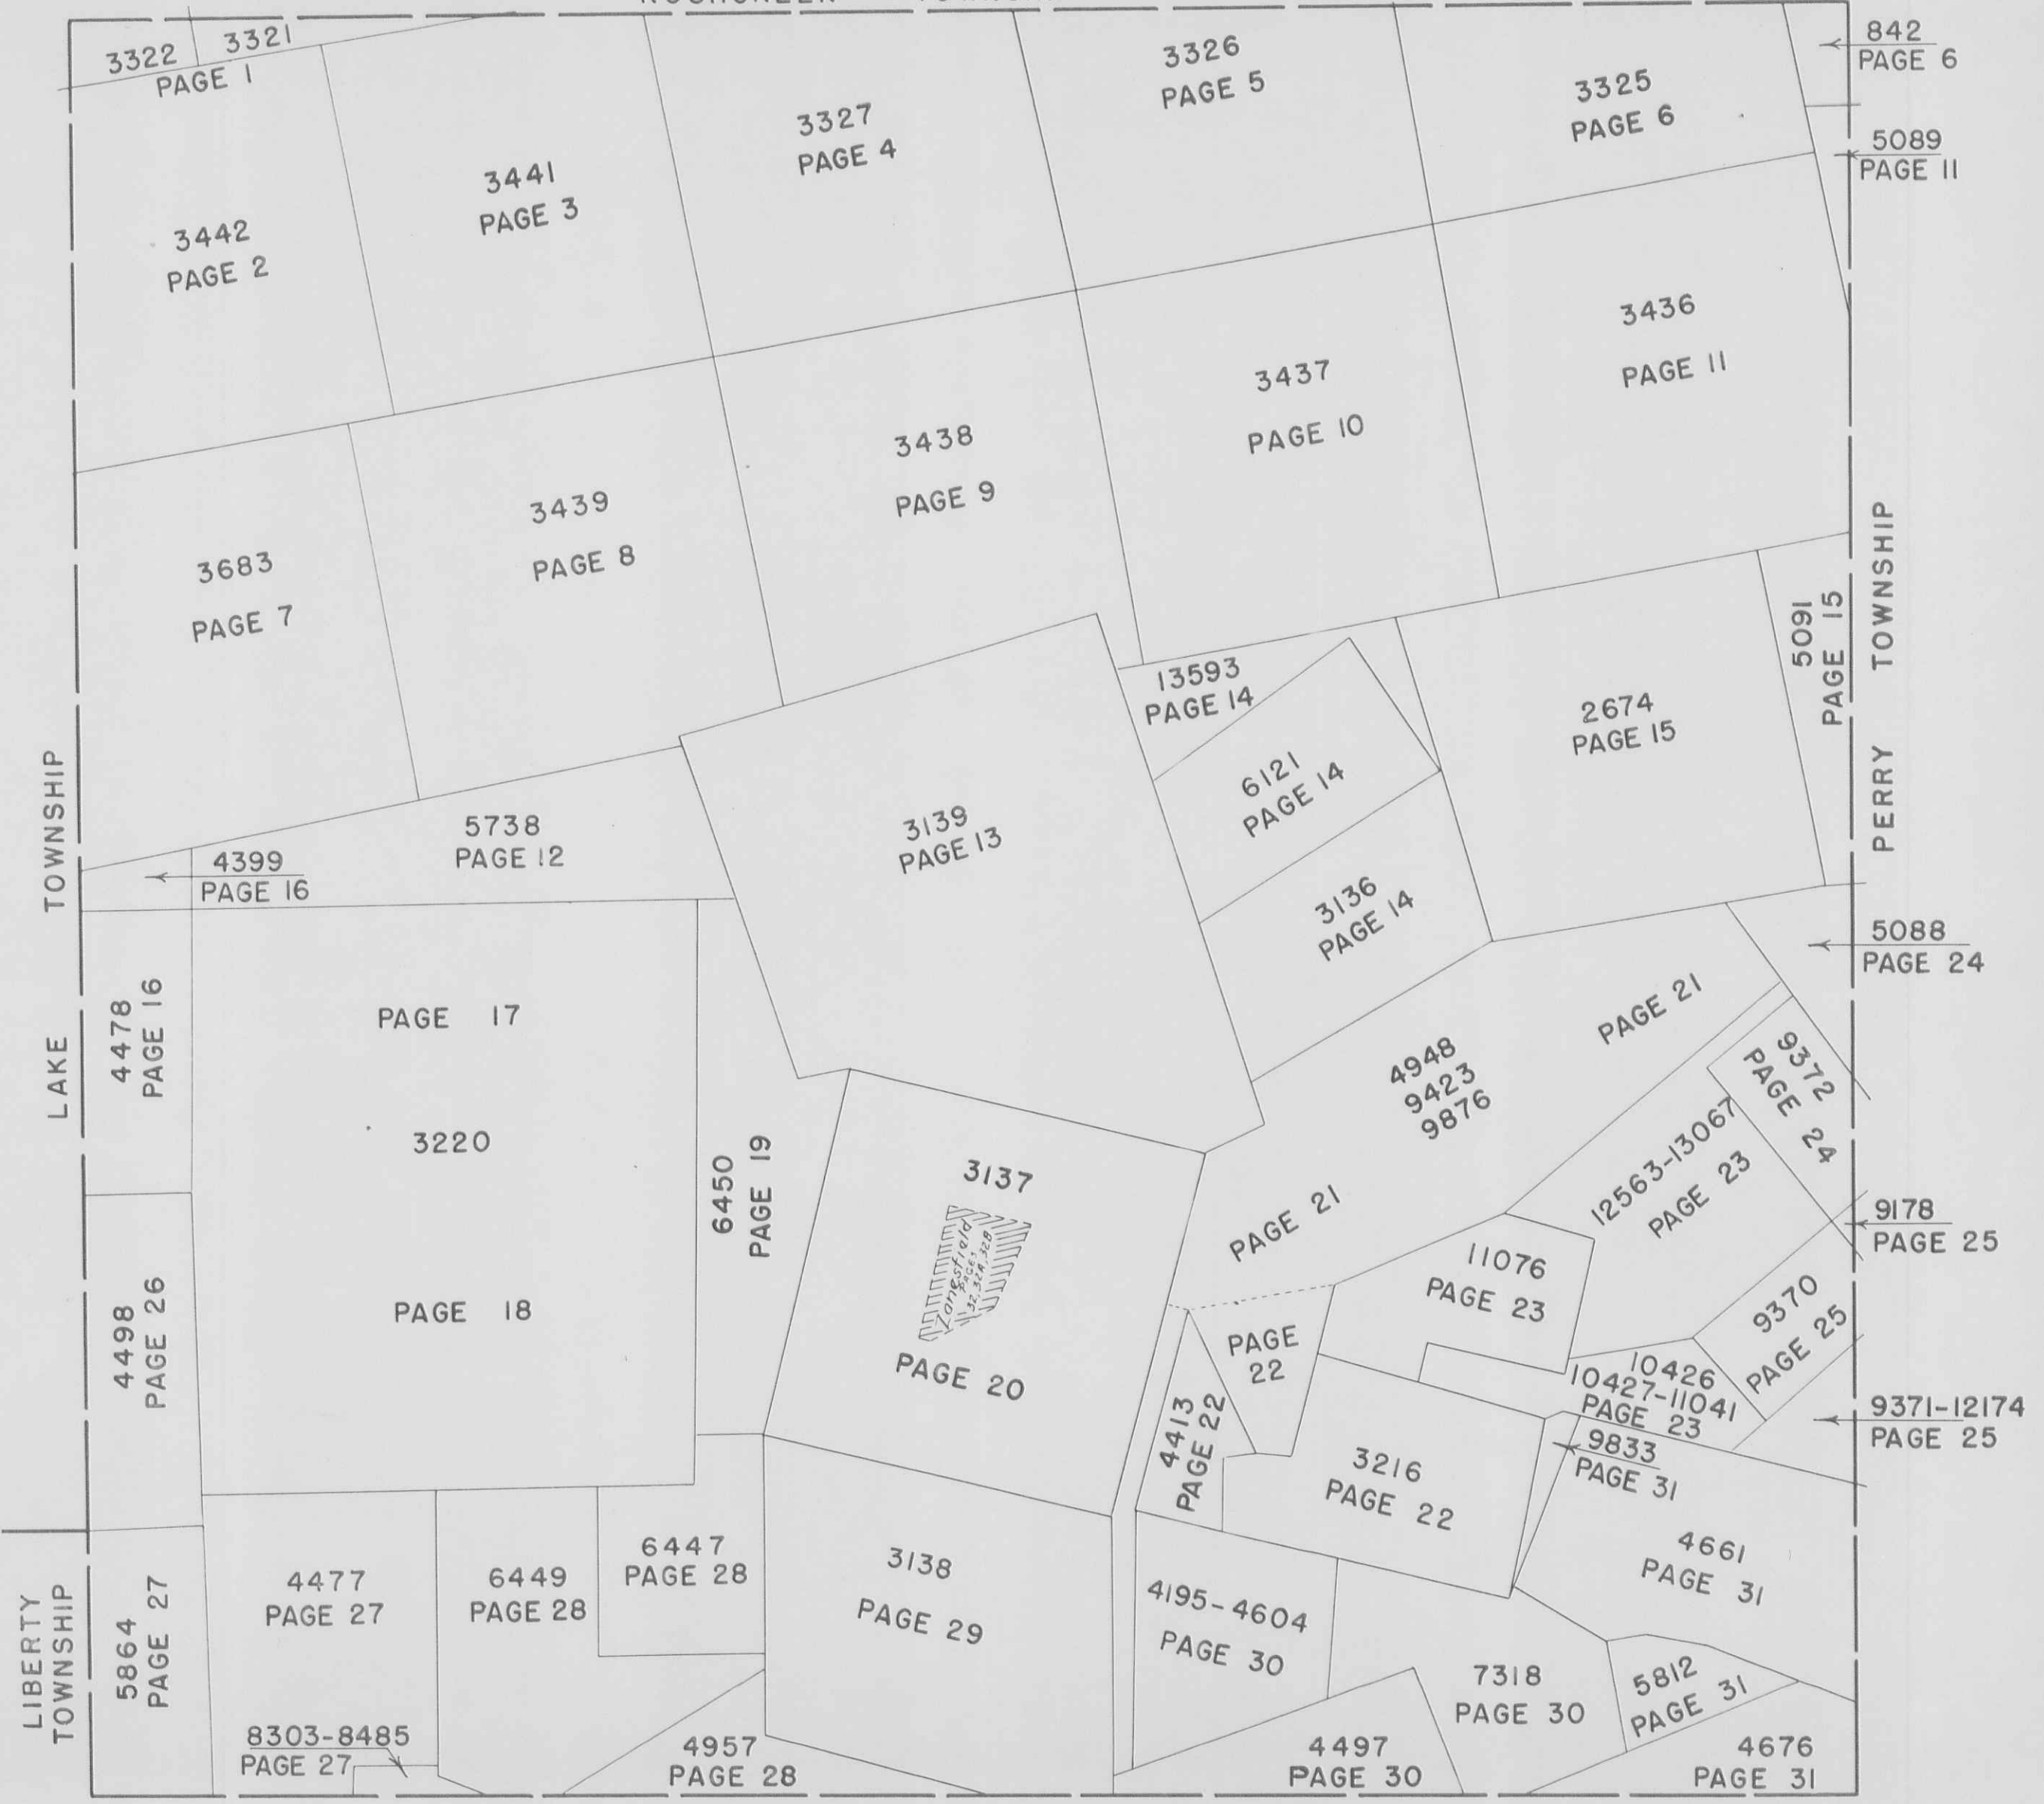 3322
3321
PAGE 1
842
PAGE 6
3326
PAGE 5
3325
PAGE 6
3327
PAGE 4
5089
PAGE 11
3441
PAGE 3
3442
PAGE 2
3436
PAGE 11
3437
PAGE 10
3438
PAGE 9
3439
PAGE 8
3683
PAGE 7
PERRY TOWNSHIP
5091
PAGE 15
13593
PAGE 14
2674
PAGE 15
6121
PAGE 14
LAKE TOWNSHIP
5738
PAGE 12
3139
PAGE 13
4399
PAGE 16
3136
PAGE 14
5088
PAGE 24
4478
PAGE 16
PAGE 17
PAGE 21
4948
9423
9876
9372
PAGE 24
3220
6450
PAGE 19
3137
12563-13067
PAGE 23
PAGE 21
9178
PAGE 25
Zanesfield
PAGES
32,32A,32B
11076
PAGE 23
4498
PAGE 26
PAGE 18
9370
PAGE 25
PAGE
22
PAGE 20
10426
10427-11041
PAGE 23
9371-12174
PAGE 25
4413
PAGE 22
9833
PAGE 31
3216
PAGE 22
6447
PAGE 28
3138
PAGE 29
4661
PAGE 31
4477
PAGE 27
6449
PAGE 28
LIBERTY
TOWNSHIP
5864
PAGE 27
4195-4604
PAGE 30
7318
PAGE 30
5812
PAGE 31
8303-8485
PAGE 27
4957
PAGE 28
4497
PAGE 30
4676
PAGE 31